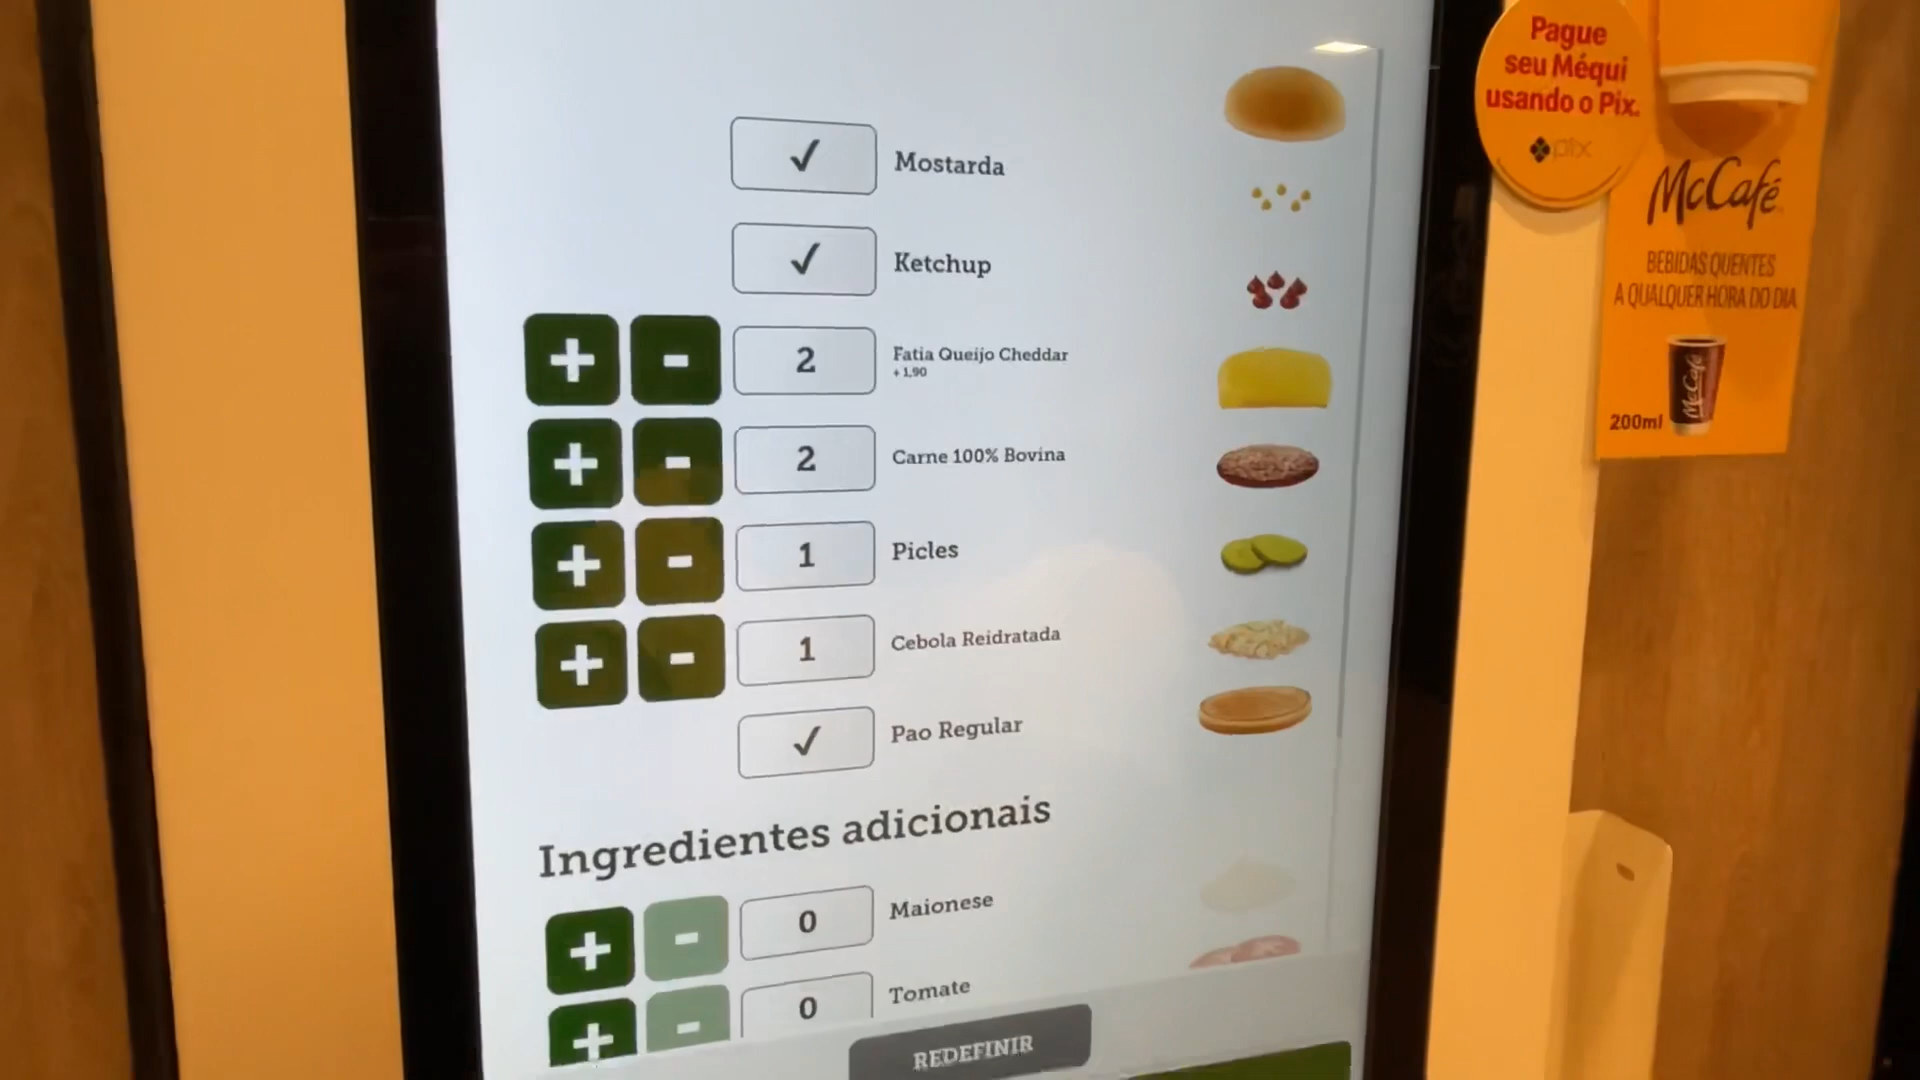 ✓ Mostarda
✓ Ketchup
+ - 2 Fatia Queijo Cheddar
+ 1,90
+ - 2 Carne 100% Bovina
+ - 1 Picles
+ - 1 Cebola Reidratada
✓ Pao Regular
Ingredientes adicionais
+ - 0 Maionese
+ - 0 Tomate
REDEFINIR
Pague
seu Méqui
usando o Pix.
pix
McCafé
BEBIDAS QUENTES
A QUALQUER HORA DO DIA
McCafé
200ml